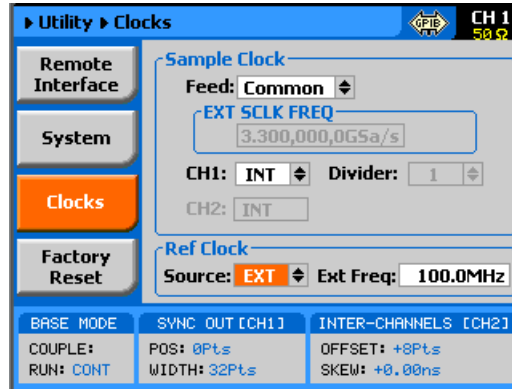 Utility Clocks
GPIB
CH 1
50 Ω
Remote Interface
System
Clocks
Factory Reset
Sample Clock
Feed: Common
EXT SCLK FREQ
3.300,000,0GSa/s
CH1: INT Divider: 1
CH2: INT
Ref Clock
Source: EXT Ext Freq: 100.0MHz
BASE MODE
COUPLE:
RUN: CONT
SYNC OUT [CH1]
POS: 0Pts
WIDTH: 32Pts
INTER-CHANNELS [CH2]
OFFSET: +8Pts
SKEW: +0.00ns